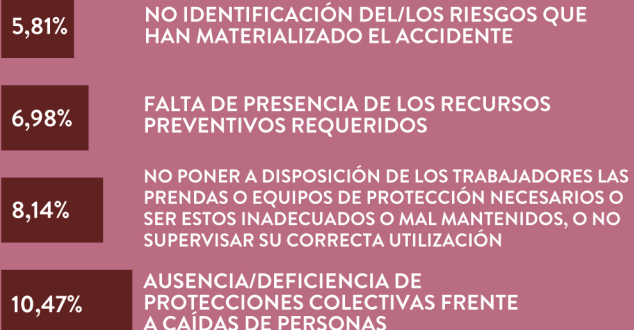 5,81%
NO IDENTIFICACIÓN DEL/LOS RIESGOS QUE
HAN MATERIALIZADO EL ACCIDENTE
6,98%
FALTA DE PRESENCIA DE LOS RECURSOS
PREVENTIVOS REQUERIDOS
8,14%
NO PONER A DISPOSICIÓN DE LOS TRABAJADORES LAS
PRENDAS O EQUIPOS DE PROTECCIÓN NECESARIOS O
SER ESTOS INADECUADOS O MAL MANTENIDOS, O NO
SUPERVISAR SU CORRECTA UTILIZACIÓN
10,47%
AUSENCIA/DEFICIENCIA DE
PROTECCIONES COLECTIVAS FRENTE
A CAÍDAS DE PERSONAS